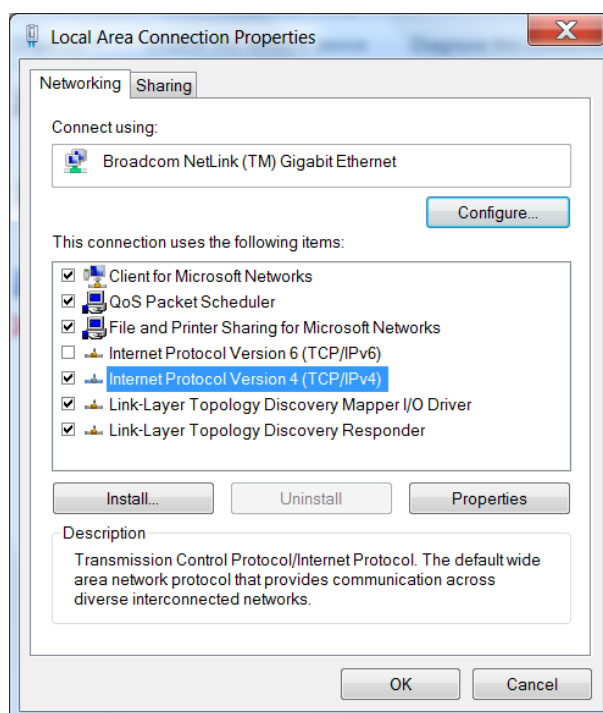 Local Area Connection Properties
Networking
Sharing
Connect using:
Broadcom NetLink (TM) Gigabit Ethernet
Configure...
This connection uses the following items:
Client for Microsoft Networks
QoS Packet Scheduler
File and Printer Sharing for Microsoft Networks
Internet Protocol Version 6 (TCP/IPv6)
Internet Protocol Version 4 (TCP/IPv4)
Link-Layer Topology Discovery Mapper I/O Driver
Link-Layer Topology Discovery Responder
Install...
Uninstall
Properties
Description
Transmission Control Protocol/Internet Protocol. The default wide
area network protocol that provides communication across
diverse interconnected networks.
OK
Cancel